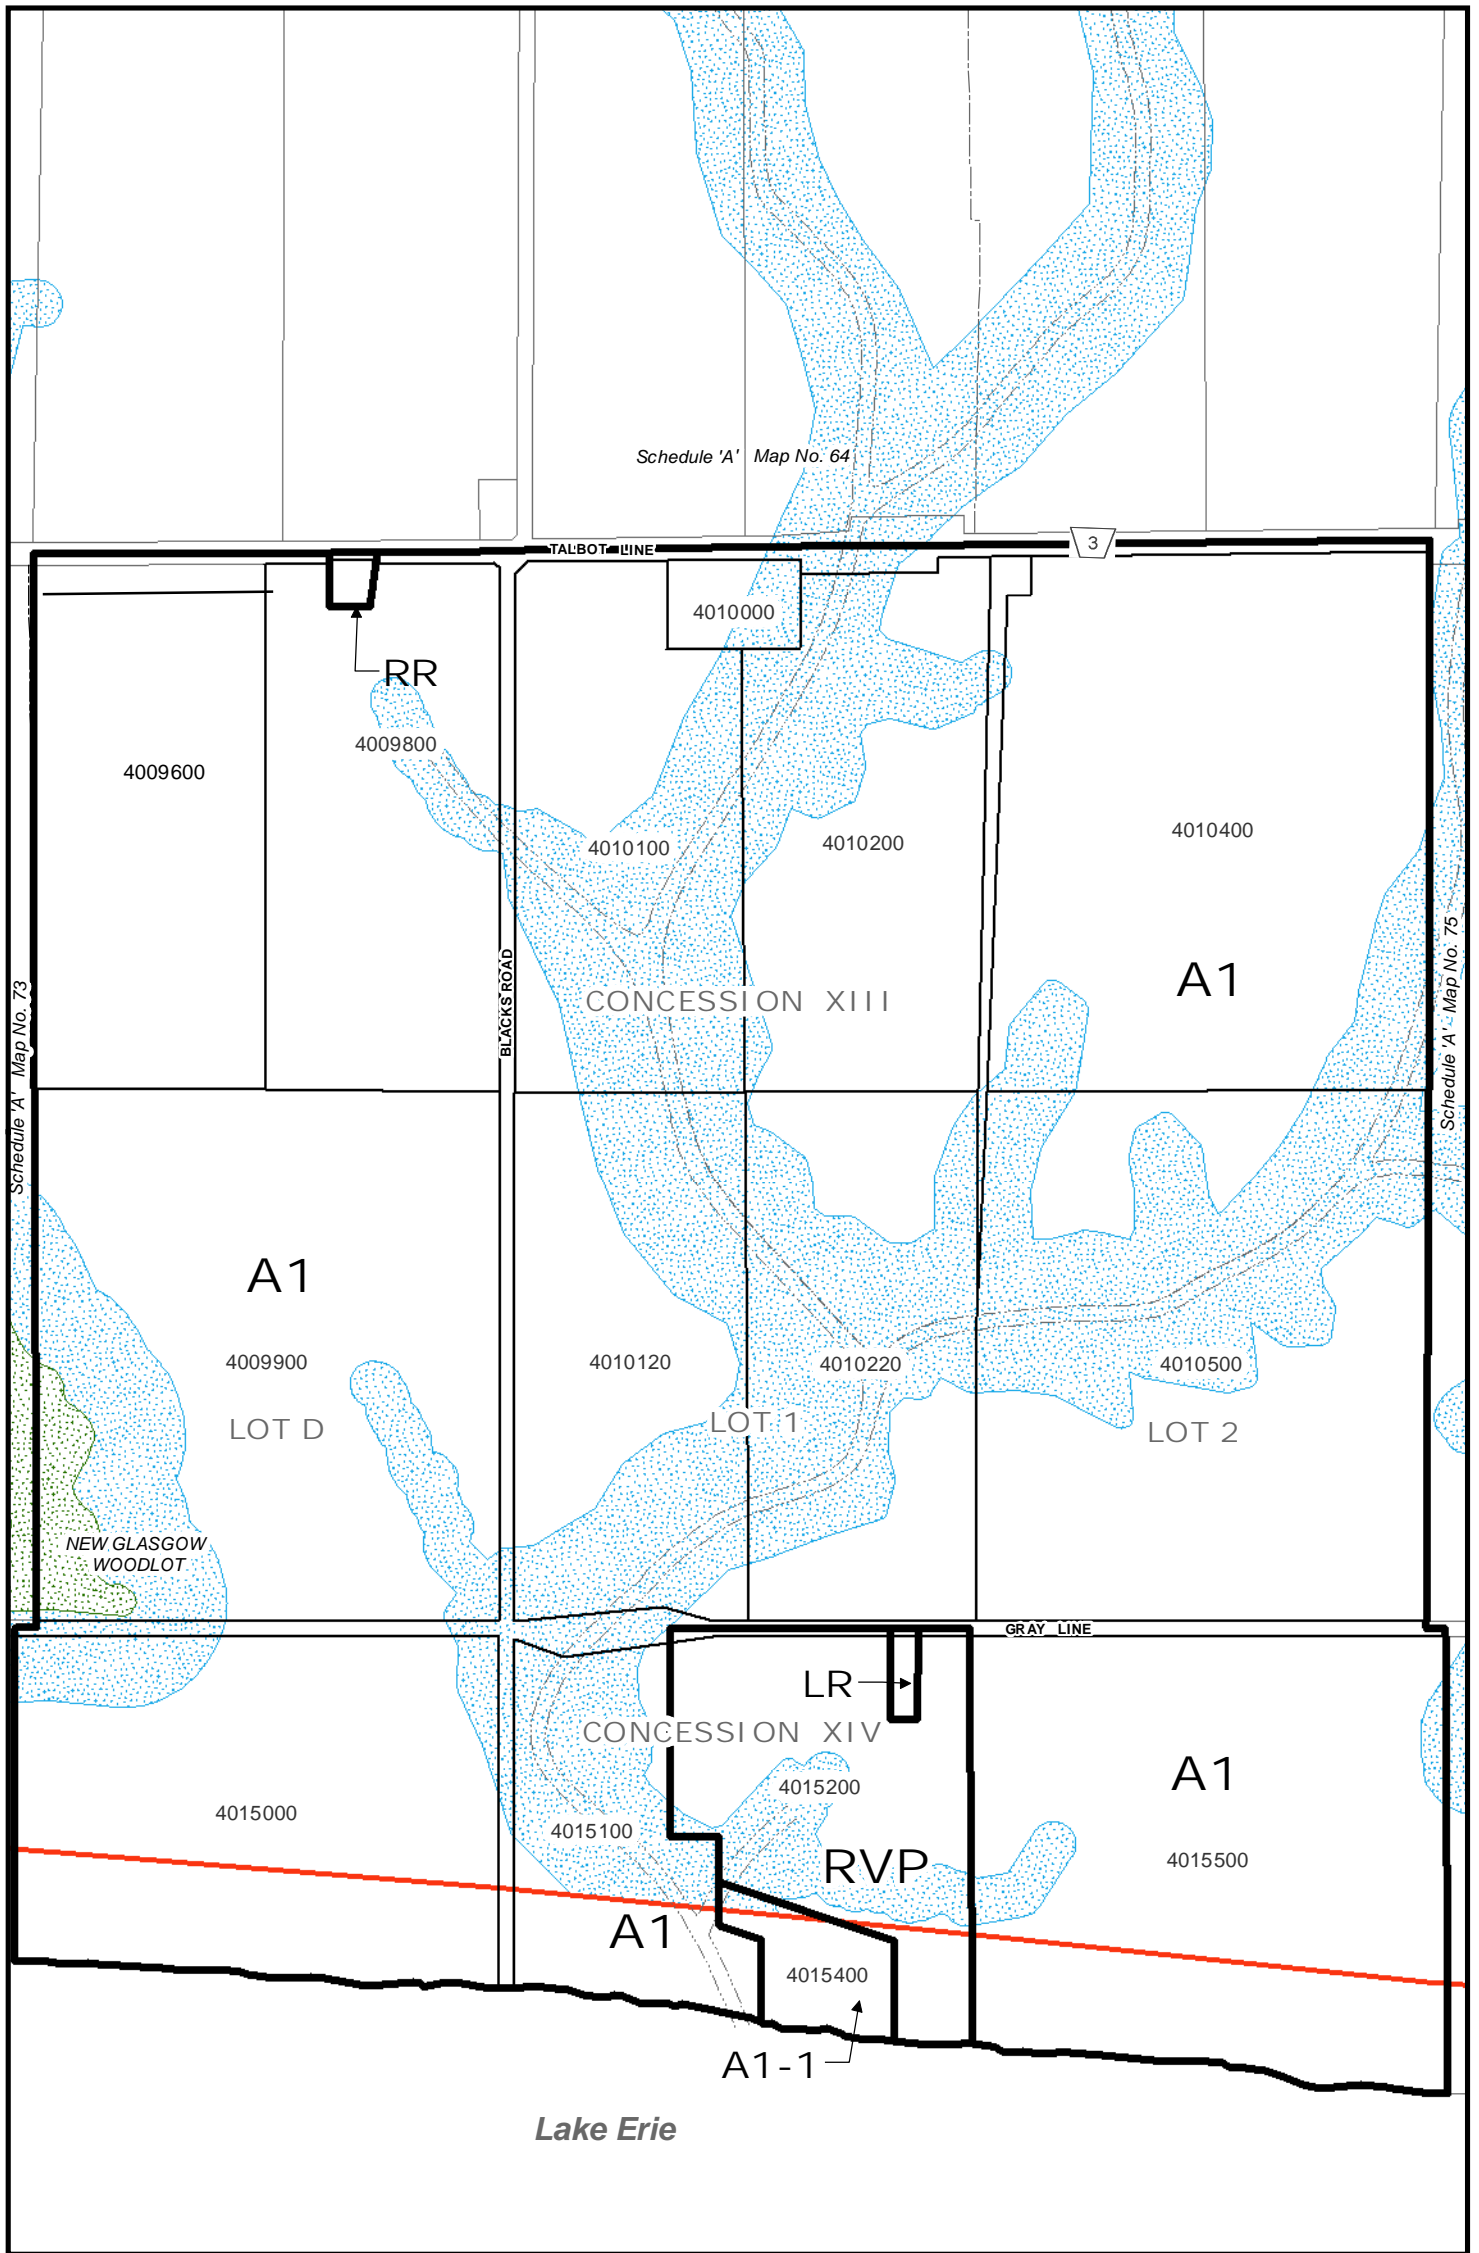 Schedule 'A' Map No. 64
TALBOT LINE
3
4010000
RR
4009800
4009600
4010100
4010200
4010400
A1
BLACKS ROAD
CONCESSION XIII
Schedule 'A' Map No. 73
Schedule 'A' Map No. 75
A1
4009900
4010120
4010220
4010500
LOT D
LOT 1
LOT 2
NEW GLASGOW
WOODLOT
GRAY LINE
LR
CONCESSION XIV
A1
4015200
4015000
4015100
RVP
4015500
A1
4015400
A1-1
Lake Erie